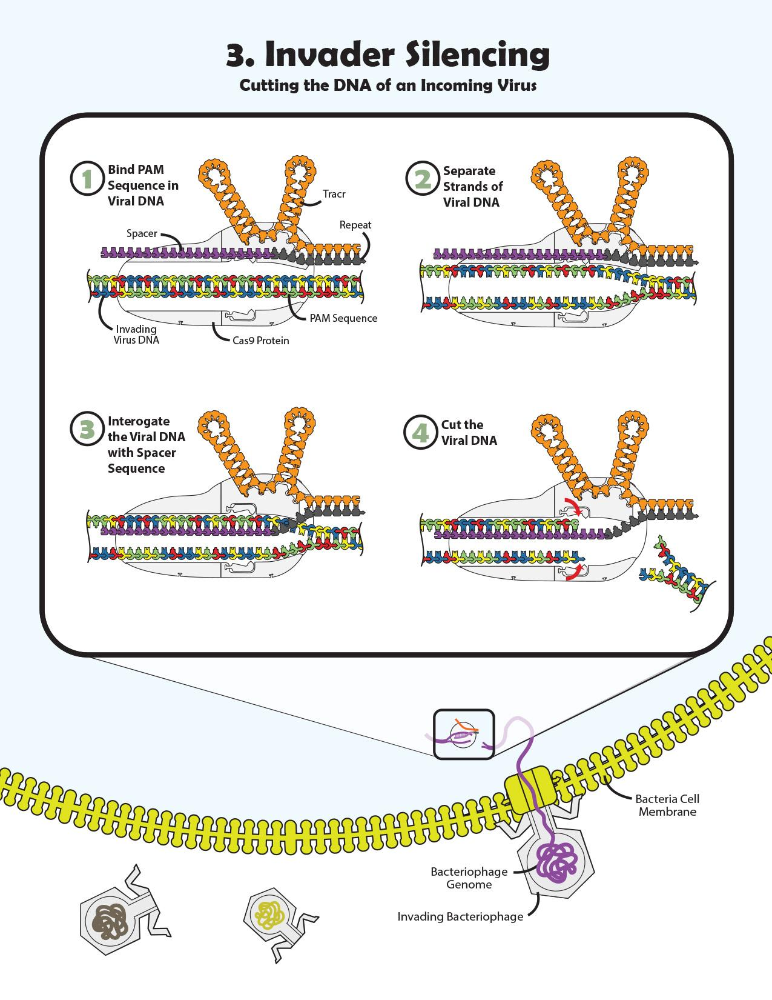 3. Invader Silencing
Cutting the DNA of an Incoming Virus
1
Bind PAM
Sequence in
Viral DNA
Tracr
Spacer
Repeat
PAM Sequence
Invading
Virus DNA
Cas9 Protein
2
Separate
Strands of
Viral DNA
3
Interogate
the Viral DNA
with Spacer
Sequence
4
Cut the
Viral DNA
Bacteria Cell
Membrane
Bacteriophage
Genome
Invading Bacteriophage